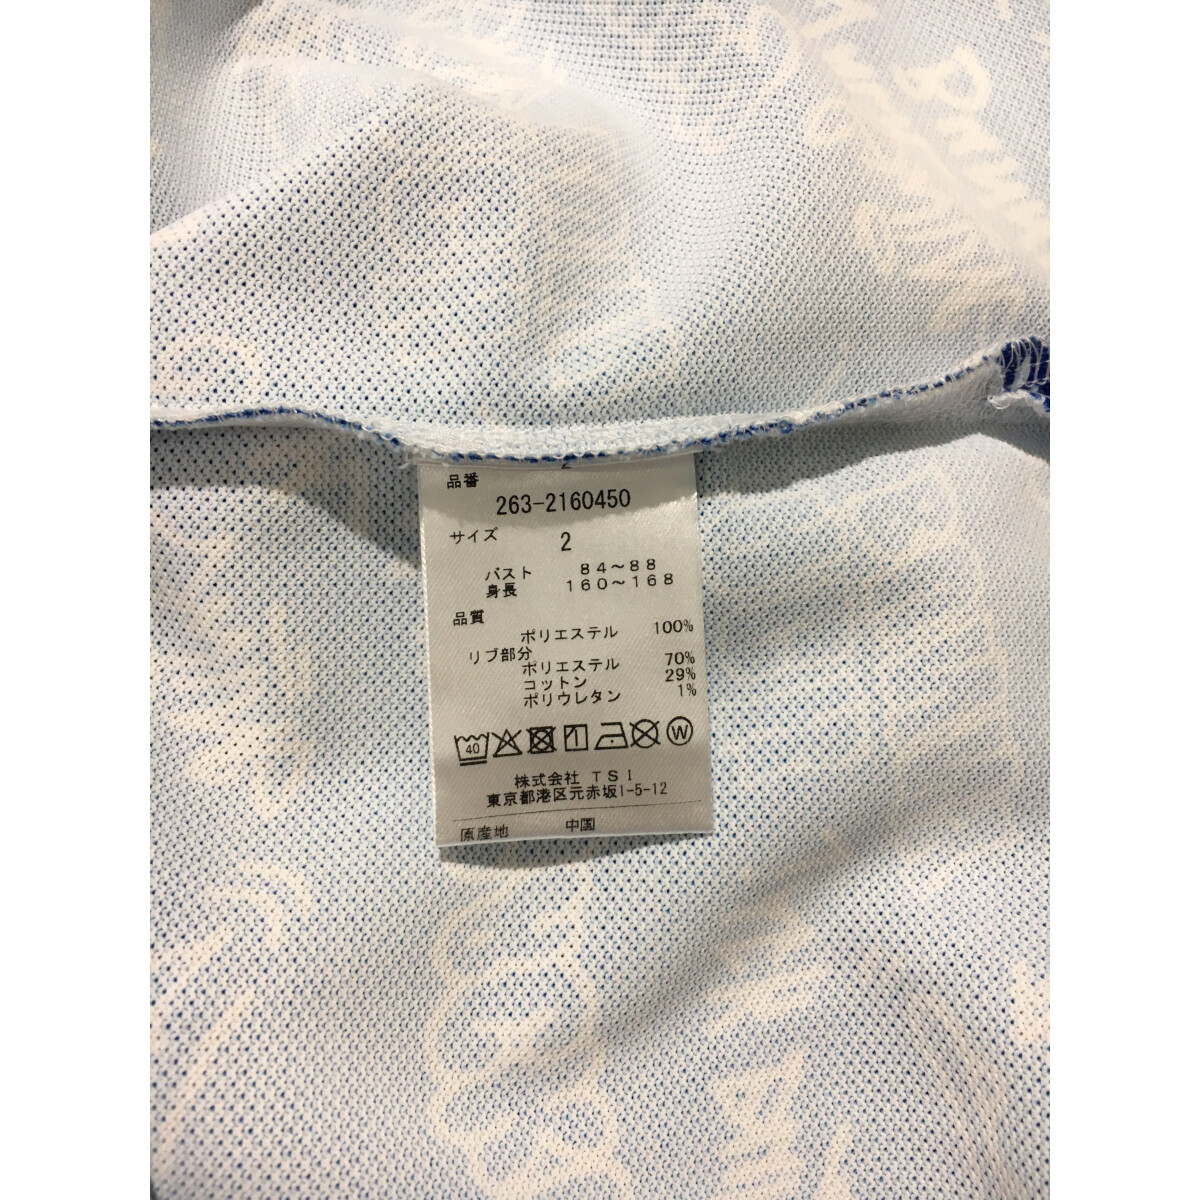 2
品番
263-2160450
サイズ 2
バスト 84〜88
身長 160〜168
品質
ポリエステル 100%
リブ部分
ポリエステル 70%
コットン 29%
ポリウレタン 1%
40 W
株式会社 TSI
東京都港区元赤坂1-5-12
原産地 中国